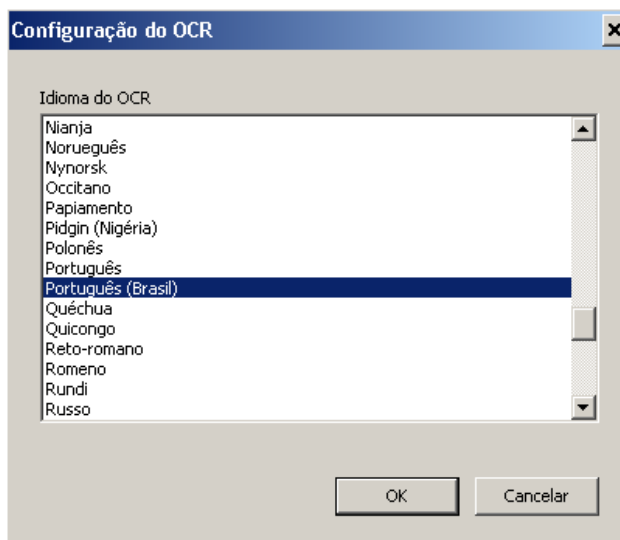 Configuração do OCR
Idioma do OCR
Nianja
Norueguês
Nynorsk
Occitano
Papiamento
Pidgin (Nigéria)
Polonês
Português
Português (Brasil)
Quéchua
Quicongo
Reto-romano
Romeno
Rundi
Russo
OK Cancelar